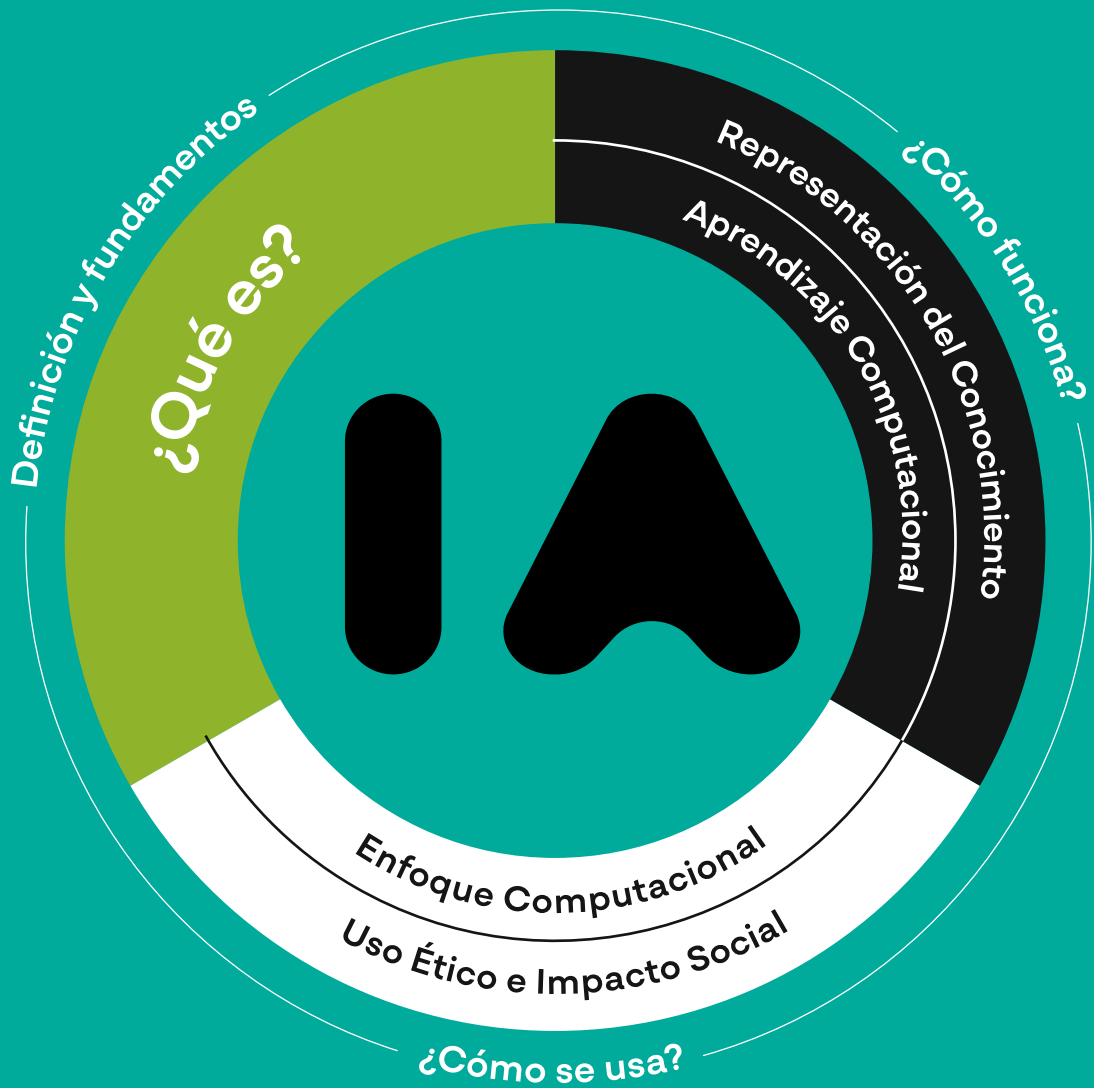 Definición y fundamentos
¿Qué es?
¿Cómo funciona?
Representación del Conocimiento
Aprendizaje Computacional
IA
Enfoque Computacional
Uso Ético e Impacto Social
¿Cómo se usa?